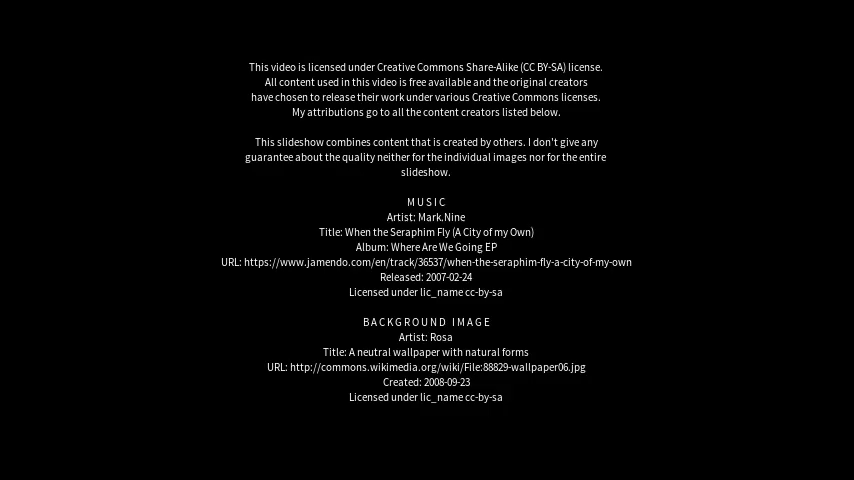 This video is licensed under Creative Commons Share-Alike (CC BY-SA) license.
All content used in this video is free available and the original creators
have chosen to release their work under various Creative Commons licenses.
My attributions go to all the content creators listed below.
This slideshow combines content that is created by others. I don't give any
guarantee about the quality neither for the individual images nor for the entire
slideshow.
MUSIC
Artist: Mark.Nine
Title: When the Seraphim Fly (A City of my Own)
Album: Where Are We Going EP
URL: https://www.jamendo.com/en/track/36537/when-the-seraphim-fly-a-city-of-my-own
Released: 2007-02-24
Licensed under lic_name cc-by-sa
BACKGROUND IMAGE
Artist: Rosa
Title: A neutral wallpaper with natural forms
URL: http://commons.wikimedia.org/wiki/File:88829-wallpaper06.jpg
Created: 2008-09-23
Licensed under lic_name cc-by-sa